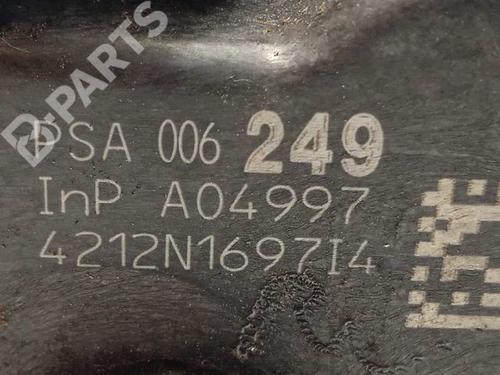 D-PARTS
PSA 006 249
InP A04997
4212N1697I4